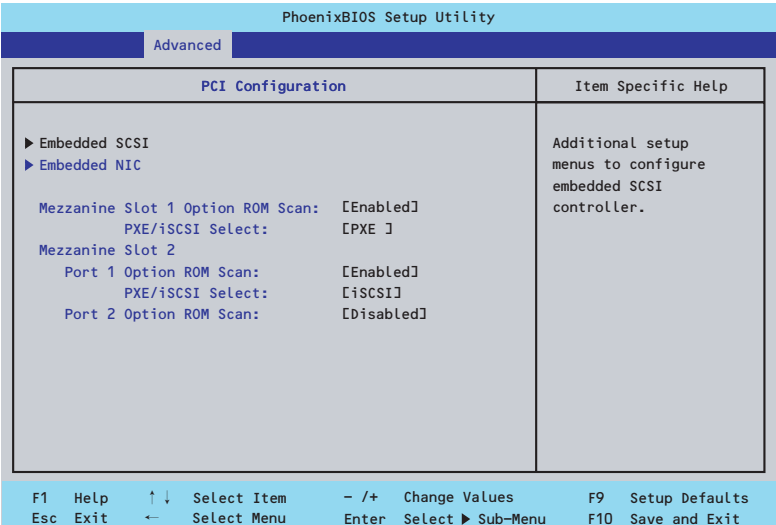 PhoenixBIOS Setup Utility
Advanced
PCI Configuration
Item Specific Help
▶ Embedded SCSI
▶ Embedded NIC
Mezzanine Slot 1 Option ROM Scan: [Enabled]
PXE/iSCSI Select: [PXE ]
Mezzanine Slot 2
Port 1 Option ROM Scan: [Enabled]
PXE/iSCSI Select: [iSCSI]
Port 2 Option ROM Scan: [Disabled]
Additional setup
menus to configure
embedded SCSI
controller.
F1 Help ↑↓ Select Item - /+ Change Values F9 Setup Defaults
Esc Exit ← Select Menu Enter Select ▶ Sub-Menu F10 Save and Exit